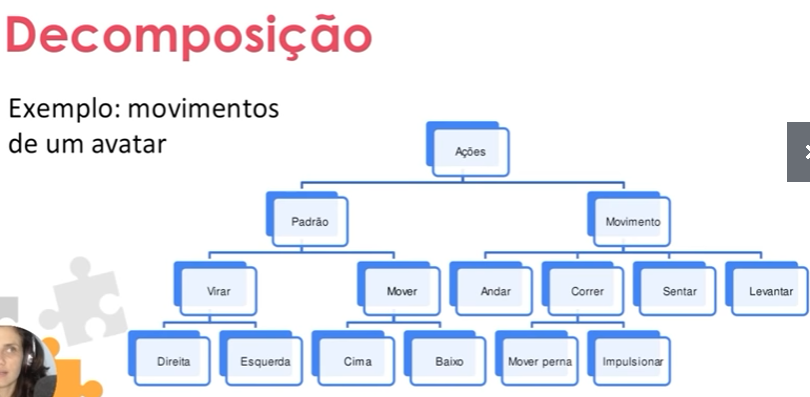 Decomposição
Exemplo: movimentos
de um avatar
Ações
Padrão
Movimento
Virar
Mover
Andar
Correr
Sentar
Levantar
Direita
Esquerda
Cima
Baixo
Mover perna
Impulsionar